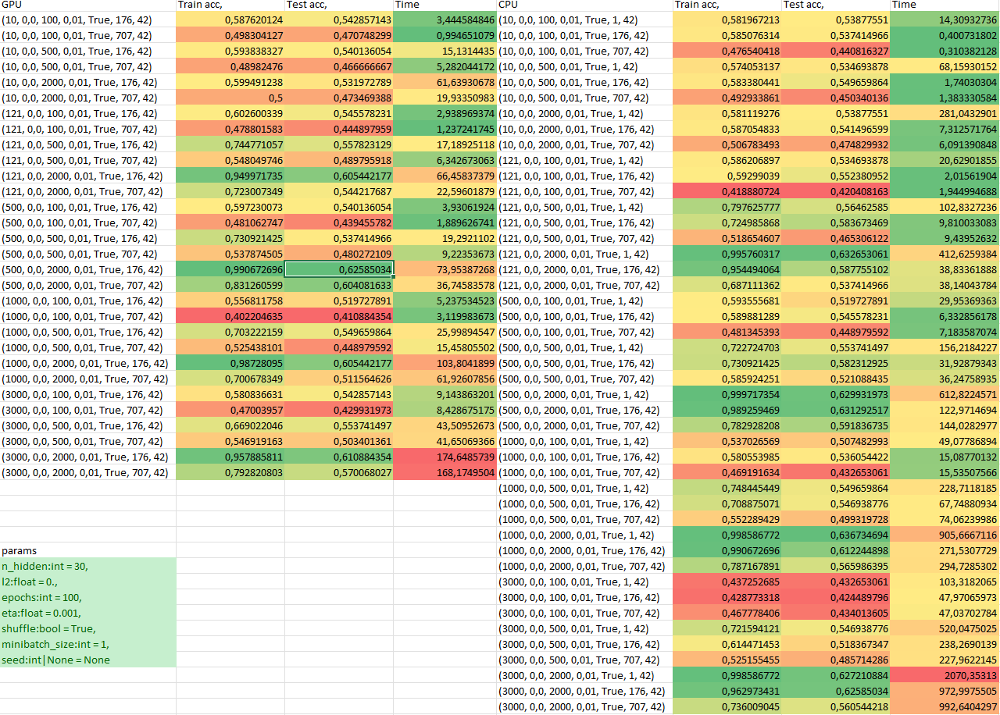 GPU Train acc, Test acc, Time CPU Train acc, Test acc, Time
(10, 0,0, 100, 0,01, True, 176, 42) 0,587620124 0,542857143 3,444584846 (10, 0,0, 100, 0,01, True, 1, 42) 0,581967213 0,53877551 14,30932736
(10, 0,0, 100, 0,01, True, 707, 42) 0,498304127 0,470748299 0,994651079 (10, 0,0, 100, 0,01, True, 176, 42) 0,585076314 0,537414966 0,400731802
(10, 0,0, 500, 0,01, True, 176, 42) 0,593838327 0,540136054 15,1314435 (10, 0,0, 100, 0,01, True, 707, 42) 0,476540418 0,440816327 0,310382128
(10, 0,0, 500, 0,01, True, 707, 42) 0,48982476 0,466666667 5,282044172 (10, 0,0, 500, 0,01, True, 1, 42) 0,574053137 0,534693878 68,15930152
(10, 0,0, 2000, 0,01, True, 176, 42) 0,599491238 0,531972789 61,63930678 (10, 0,0, 500, 0,01, True, 176, 42) 0,583380441 0,549659864 1,74030304
(10, 0,0, 2000, 0,01, True, 707, 42) 0,5 0,473469388 19,93350983 (10, 0,0, 500, 0,01, True, 707, 42) 0,492933861 0,450340136 1,383330584
(121, 0,0, 100, 0,01, True, 176, 42) 0,602600339 0,545578231 2,938969374 (10, 0,0, 2000, 0,01, True, 1, 42) 0,581119276 0,53877551 281,0432901
(121, 0,0, 100, 0,01, True, 707, 42) 0,478801583 0,444897959 1,237241745 (10, 0,0, 2000, 0,01, True, 176, 42) 0,587054833 0,541496599 7,312571764
(121, 0,0, 500, 0,01, True, 176, 42) 0,744771057 0,557823129 17,18925118 (10, 0,0, 2000, 0,01, True, 707, 42) 0,506783493 0,474829932 6,091390848
(121, 0,0, 500, 0,01, True, 707, 42) 0,548049746 0,489795918 6,342673063 (121, 0,0, 100, 0,01, True, 1, 42) 0,586206897 0,534693878 20,62901855
(121, 0,0, 2000, 0,01, True, 176, 42) 0,949971735 0,605442177 66,45837379 (121, 0,0, 100, 0,01, True, 176, 42) 0,59299039 0,552380952 2,01561904
(121, 0,0, 2000, 0,01, True, 707, 42) 0,723007349 0,544217687 22,59601879 (121, 0,0, 100, 0,01, True, 707, 42) 0,418880724 0,420408163 1,944994688
(500, 0,0, 100, 0,01, True, 176, 42) 0,597230073 0,540136054 3,93061924 (121, 0,0, 500, 0,01, True, 1, 42) 0,797625777 0,56462585 102,8327236
(500, 0,0, 100, 0,01, True, 707, 42) 0,481062747 0,439455782 1,889626741 (121, 0,0, 500, 0,01, True, 176, 42) 0,724985868 0,583673469 9,810033083
(500, 0,0, 500, 0,01, True, 176, 42) 0,730921425 0,537414966 19,2921102 (121, 0,0, 500, 0,01, True, 707, 42) 0,518654607 0,465306122 9,43952632
(500, 0,0, 500, 0,01, True, 707, 42) 0,537874505 0,480272109 9,22353673 (121, 0,0, 2000, 0,01, True, 1, 42) 0,995760317 0,632653061 412,6259384
(500, 0,0, 2000, 0,01, True, 176, 42) 0,990672696 0,62585034 73,95387268 (121, 0,0, 2000, 0,01, True, 176, 42) 0,954494064 0,587755102 38,83361888
(500, 0,0, 2000, 0,01, True, 707, 42) 0,831260599 0,604081633 36,74583578 (121, 0,0, 2000, 0,01, True, 707, 42) 0,687111362 0,537414966 38,14043784
(1000, 0,0, 100, 0,01, True, 176, 42) 0,556811758 0,519727891 5,237534523 (500, 0,0, 100, 0,01, True, 1, 42) 0,593555681 0,519727891 29,95369363
(1000, 0,0, 100, 0,01, True, 707, 42) 0,402204635 0,410884354 3,119983673 (500, 0,0, 100, 0,01, True, 176, 42) 0,589881289 0,545578231 6,332856178
(1000, 0,0, 500, 0,01, True, 176, 42) 0,703222159 0,549659864 25,99894547 (500, 0,0, 100, 0,01, True, 707, 42) 0,481345393 0,448979592 7,183587074
(1000, 0,0, 500, 0,01, True, 707, 42) 0,525438101 0,448979592 15,45805502 (500, 0,0, 500, 0,01, True, 1, 42) 0,722724703 0,553741497 156,2184227
(1000, 0,0, 2000, 0,01, True, 176, 42) 0,98728095 0,605442177 103,8041899 (500, 0,0, 500, 0,01, True, 176, 42) 0,730921425 0,582312925 31,92879343
(1000, 0,0, 2000, 0,01, True, 707, 42) 0,700678349 0,511564626 61,92607856 (500, 0,0, 500, 0,01, True, 707, 42) 0,585924251 0,521088435 36,24758935
(3000, 0,0, 100, 0,01, True, 176, 42) 0,580836631 0,542857143 9,143863201 (500, 0,0, 2000, 0,01, True, 1, 42) 0,999717354 0,629931973 612,8224571
(3000, 0,0, 100, 0,01, True, 707, 42) 0,47003957 0,429931973 8,428675175 (500, 0,0, 2000, 0,01, True, 176, 42) 0,989259469 0,631292517 122,9714694
(3000, 0,0, 500, 0,01, True, 176, 42) 0,669022046 0,553741497 43,50952673 (500, 0,0, 2000, 0,01, True, 707, 42) 0,782928208 0,591836735 144,0282977
(3000, 0,0, 500, 0,01, True, 707, 42) 0,546919163 0,503401361 41,65069366 (1000, 0,0, 100, 0,01, True, 1, 42) 0,537026569 0,507482993 49,07786894
(3000, 0,0, 2000, 0,01, True, 176, 42) 0,957885811 0,610884354 174,6485739 (1000, 0,0, 100, 0,01, True, 176, 42) 0,580553985 0,536054422 15,08770132
(3000, 0,0, 2000, 0,01, True, 707, 42) 0,792820803 0,570068027 168,1749504 (1000, 0,0, 100, 0,01, True, 707, 42) 0,469191634 0,432653061 15,53507566
(1000, 0,0, 500, 0,01, True, 1, 42) 0,748445449 0,549659864 228,7118185
(1000, 0,0, 500, 0,01, True, 176, 42) 0,708875071 0,546938776 67,74880934
(1000, 0,0, 500, 0,01, True, 707, 42) 0,552289429 0,499319728 74,06239986
(1000, 0,0, 2000, 0,01, True, 1, 42) 0,998586772 0,636734694 905,6667116
params (1000, 0,0, 2000, 0,01, True, 176, 42) 0,990672696 0,612244898 271,5307729
n_hidden:int = 30, (1000, 0,0, 2000, 0,01, True, 707, 42) 0,787167891 0,565986395 294,7285302
l2:float = 0., (3000, 0,0, 100, 0,01, True, 1, 42) 0,437252685 0,432653061 103,3182065
epochs:int = 100, (3000, 0,0, 100, 0,01, True, 176, 42) 0,428773318 0,424489796 47,97065973
eta:float = 0.001, (3000, 0,0, 100, 0,01, True, 707, 42) 0,467778406 0,434013605 47,03702784
shuffle:bool = True, (3000, 0,0, 500, 0,01, True, 1, 42) 0,721594121 0,546938776 520,0475025
minibatch_size:int = 1, (3000, 0,0, 500, 0,01, True, 176, 42) 0,614471453 0,518367347 238,2690139
seed:int|None = None (3000, 0,0, 500, 0,01, True, 707, 42) 0,525155455 0,485714286 227,9622145
(3000, 0,0, 2000, 0,01, True, 1, 42) 0,998586772 0,627210884 2070,35313
(3000, 0,0, 2000, 0,01, True, 176, 42) 0,962973431 0,62585034 972,9975505
(3000, 0,0, 2000, 0,01, True, 707, 42) 0,736009045 0,560544218 992,6404297